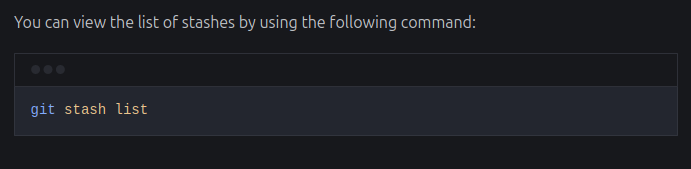 You can view the list of stashes by using the following command:
git stash list